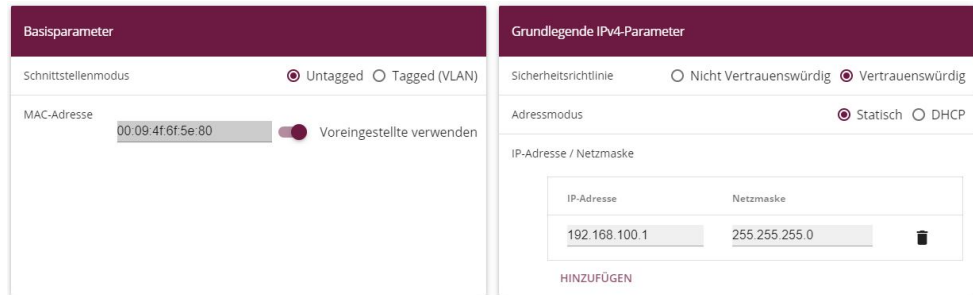 Basisparameter
Schnittstellenmodus
Untagged
Tagged (VLAN)
MAC-Adresse
00:09:4f:6f:5e:80
Voreingestellte verwenden
Grundlegende IPv4-Parameter
Sicherheitsrichtlinie
Nicht Vertrauenswürdig
Vertrauenswürdig
Adressmodus
Statisch
DHCP
IP-Adresse / Netzmaske
IP-Adresse
Netzmaske
192.168.100.1
255.255.255.0
HINZUFÜGEN